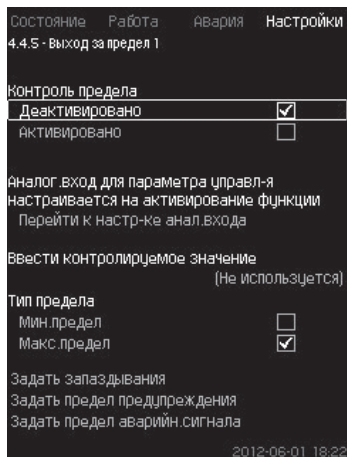 Состояние Работа Авария Настройки
4.4.5 - Выход за предел 1
Контроль предела
Деактивировано
Активировано
Аналог.вход для параметра управл-я
настраивается на активирование функции
Перейти к настр-ке анал.входа
Ввести контролируемое значение
(Не используется)
Тип предела
Мин.предел
Макс.предел
Задать запаздывания
Задать предел предупреждения
Задать предел аварийн.сигнала
2012-06-01 18:22